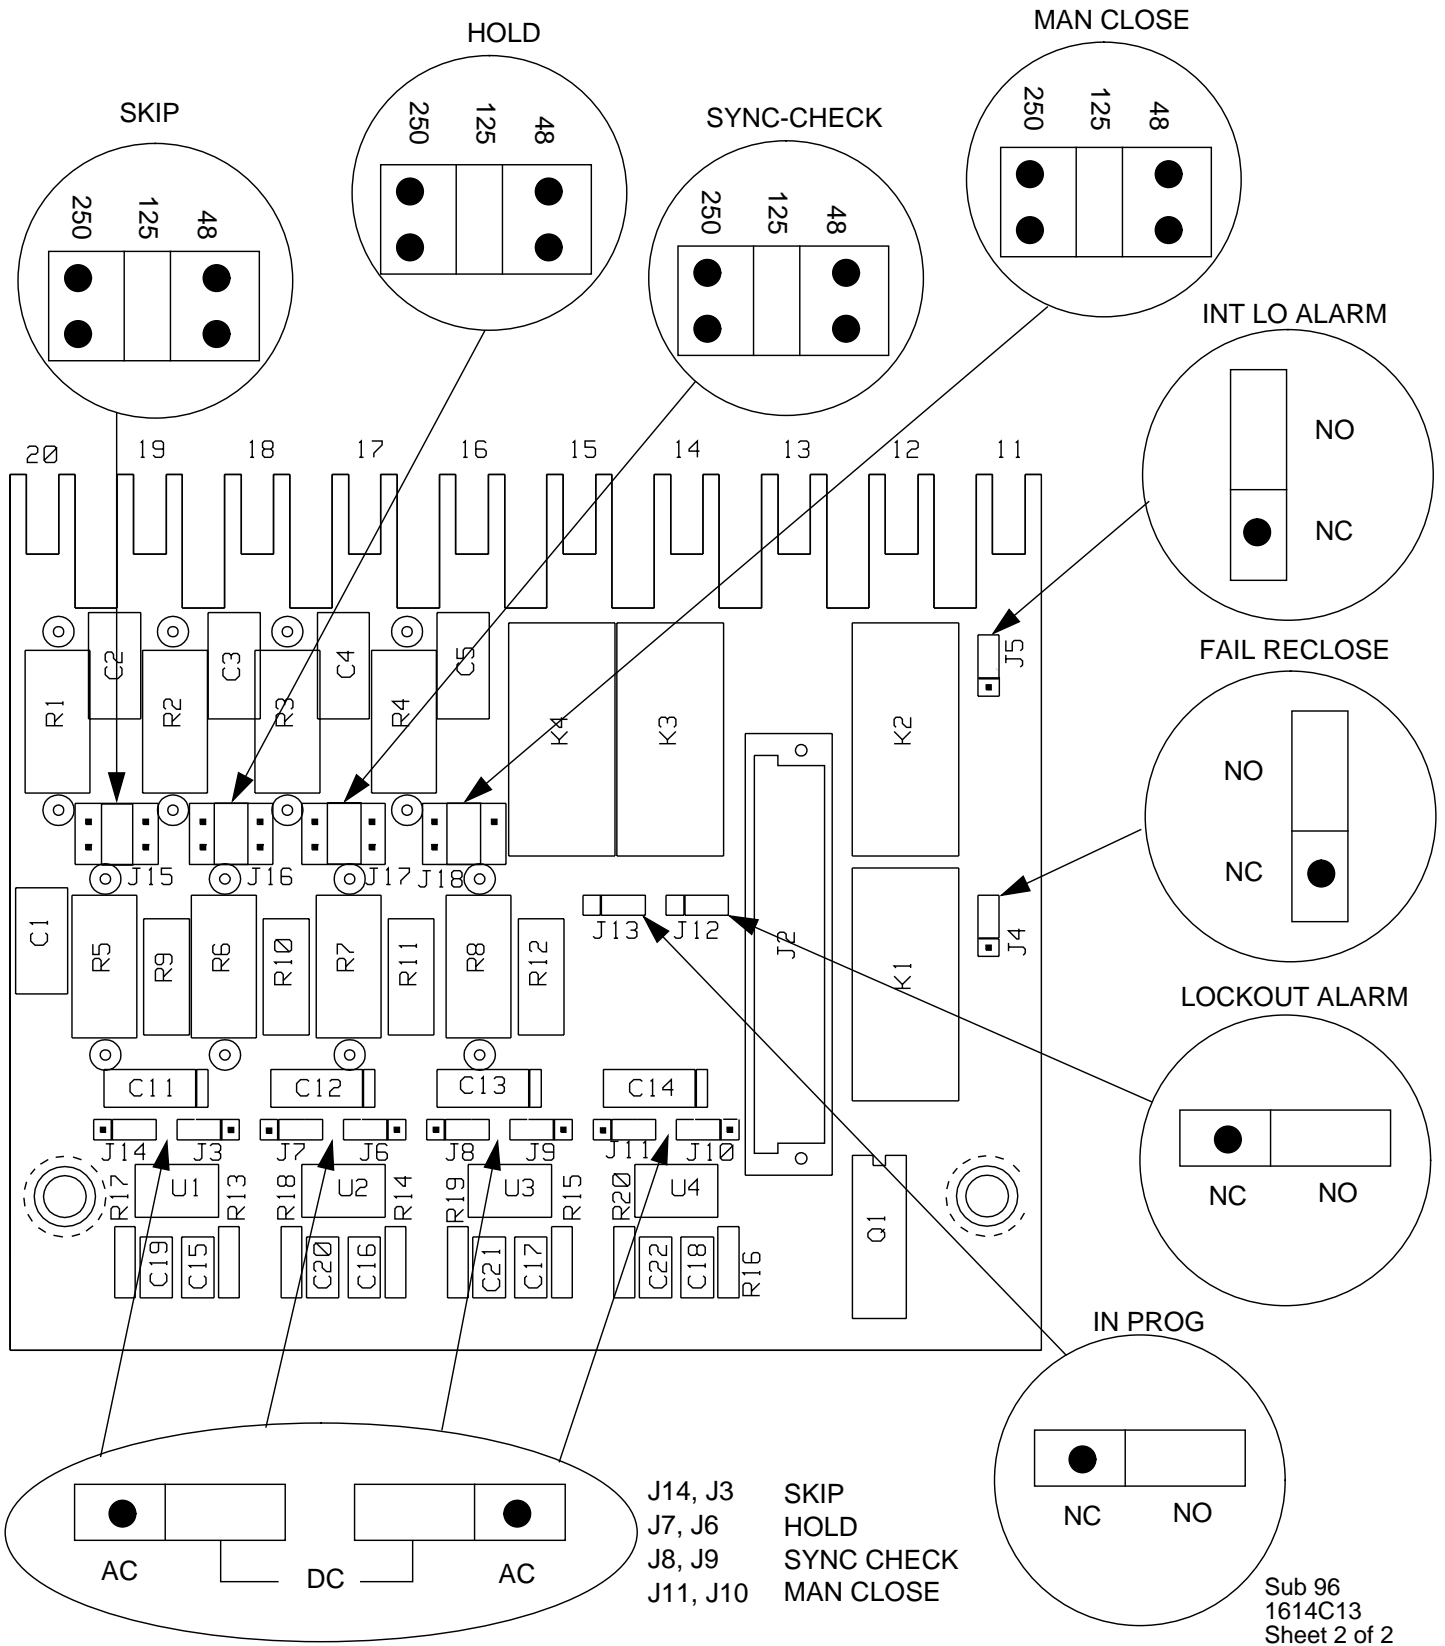 MAN CLOSE
HOLD
SKIP
SYNC-CHECK
250 125 48
250 125 48
250 125 48
250 125 48
INT LO ALARM
NO
NC
20 19 18 17 16 15 14 13 12 11
FAIL RECLOSE
NO
NC
R1 C2 R2 C3 R3 C4 R4 C5 K4 K3 K2 J5
J15 J16 J17 J18
C1 R5 R9 R6 R10 R7 R11 R8 R12 J13 J12 J2 K1 J4
LOCKOUT ALARM
NC NO
C11 C12 C13 C14
J14 J3 J7 J6 J8 J9 J11 J10
R17 U1 R13 R18 U2 R14 R19 U3 R15 R20 U4
C19 C15 C20 C16 C21 C17 C22 C18 R16 Q1
IN PROG
NC NO
AC DC AC
J14, J3 SKIP
J7, J6 HOLD
J8, J9 SYNC CHECK
J11, J10 MAN CLOSE
Sub 96
1614C13
Sheet 2 of 2